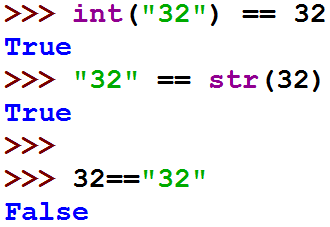 >>> int("32") == 32
True
>>> "32" == str(32)
True
>>>
>>> 32=="32"
False